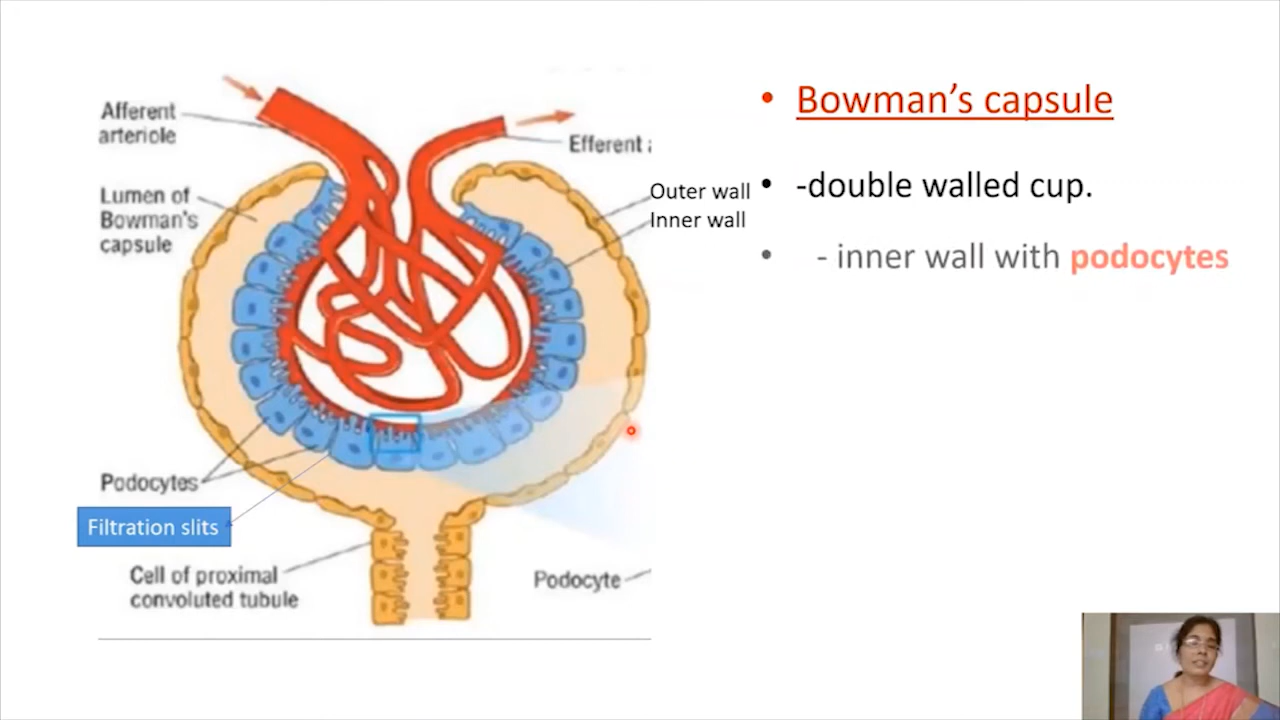 Afferent
arteriole
Efferent
Lumen of
Bowman's
capsule
Outer wall
Inner wall
Podocytes
Filtration slits
Cell of proximal
convoluted tubule
Podocyte
• Bowman’s capsule
• -double walled cup.
• - inner wall with podocytes